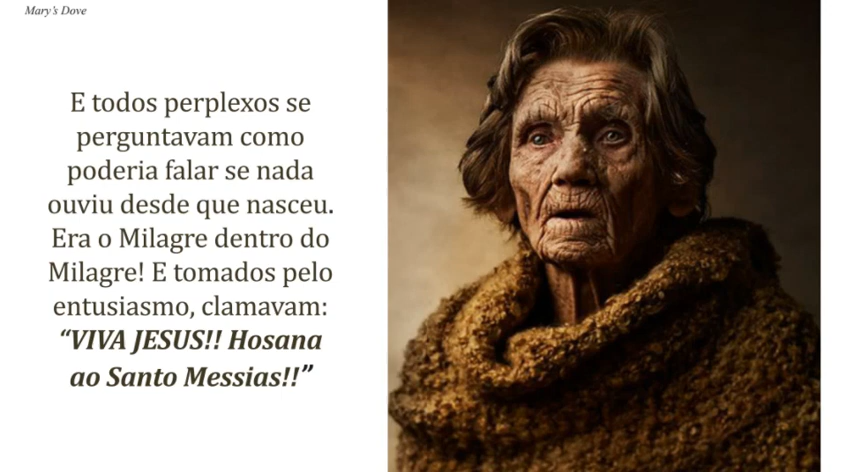 Mary's Dove
E todos perplexos se
perguntavam como
poderia falar se nada
ouviu desde que nasceu.
Era o Milagre dentro do
Milagre! E tomados pelo
entusiasmo, clamavam:
“VIVA JESUS!! Hosana
ao Santo Messias!!”